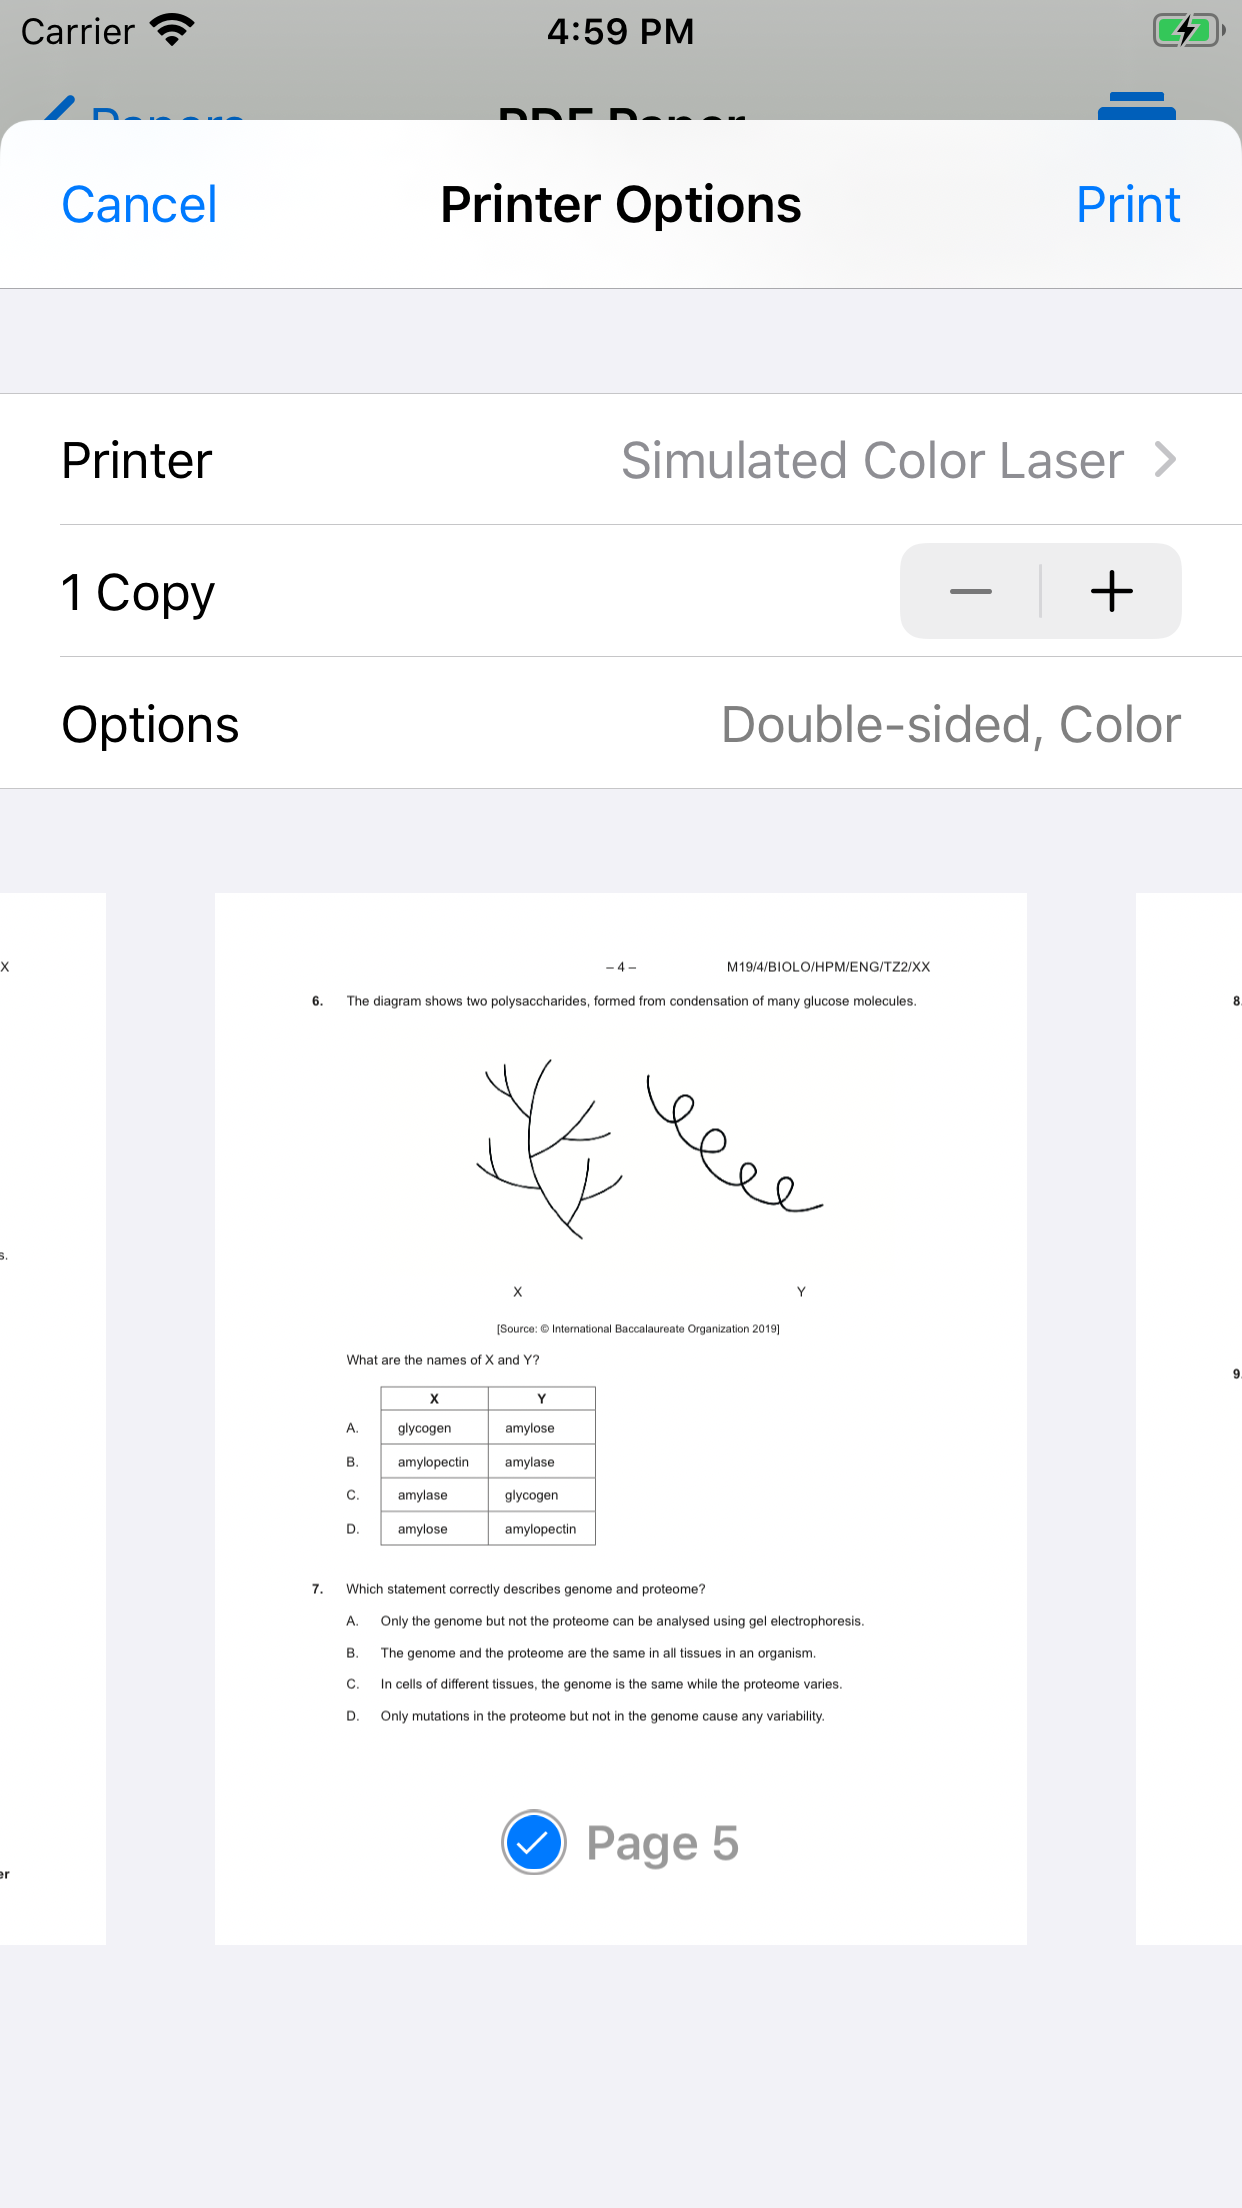 Carrier 4:59 PM
Papers PDF Paper
Cancel Printer Options Print
Printer Simulated Color Laser
1 Copy
Options Double-sided, Color
X
s.
er
– 4 – M19/4/BIOLO/HPM/ENG/TZ2/XX
6. The diagram shows two polysaccharides, formed from condensation of many glucose molecules.
X Y
[Source: © International Baccalaureate Organization 2019]
What are the names of X and Y?
X Y
A. glycogen amylose
B. amylopectin amylase
C. amylase glycogen
D. amylose amylopectin
7. Which statement correctly describes genome and proteome?
A. Only the genome but not the proteome can be analysed using gel electrophoresis.
B. The genome and the proteome are the same in all tissues in an organism.
C. In cells of different tissues, the genome is the same while the proteome varies.
D. Only mutations in the proteome but not in the genome cause any variability.
Page 5
8.
9.